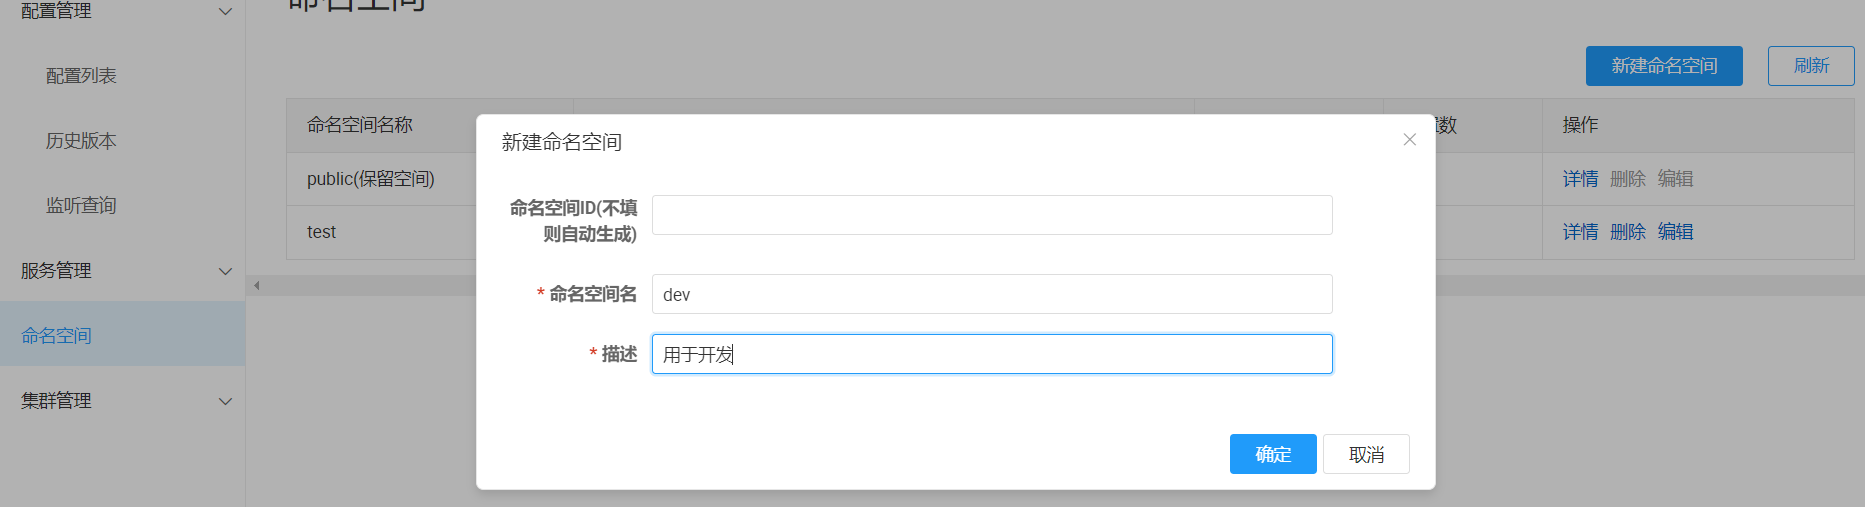 配置管理
配置列表
历史版本
监听查询
服务管理
命名空间
集群管理
命名空间
新建命名空间
刷新
命名空间名称
置数
操作
public(保留空间)
详情 删除 编辑
test
详情 删除 编辑
新建命名空间
命名空间ID(不填
则自动生成)
* 命名空间名
dev
* 描述
用于开发
确定
取消